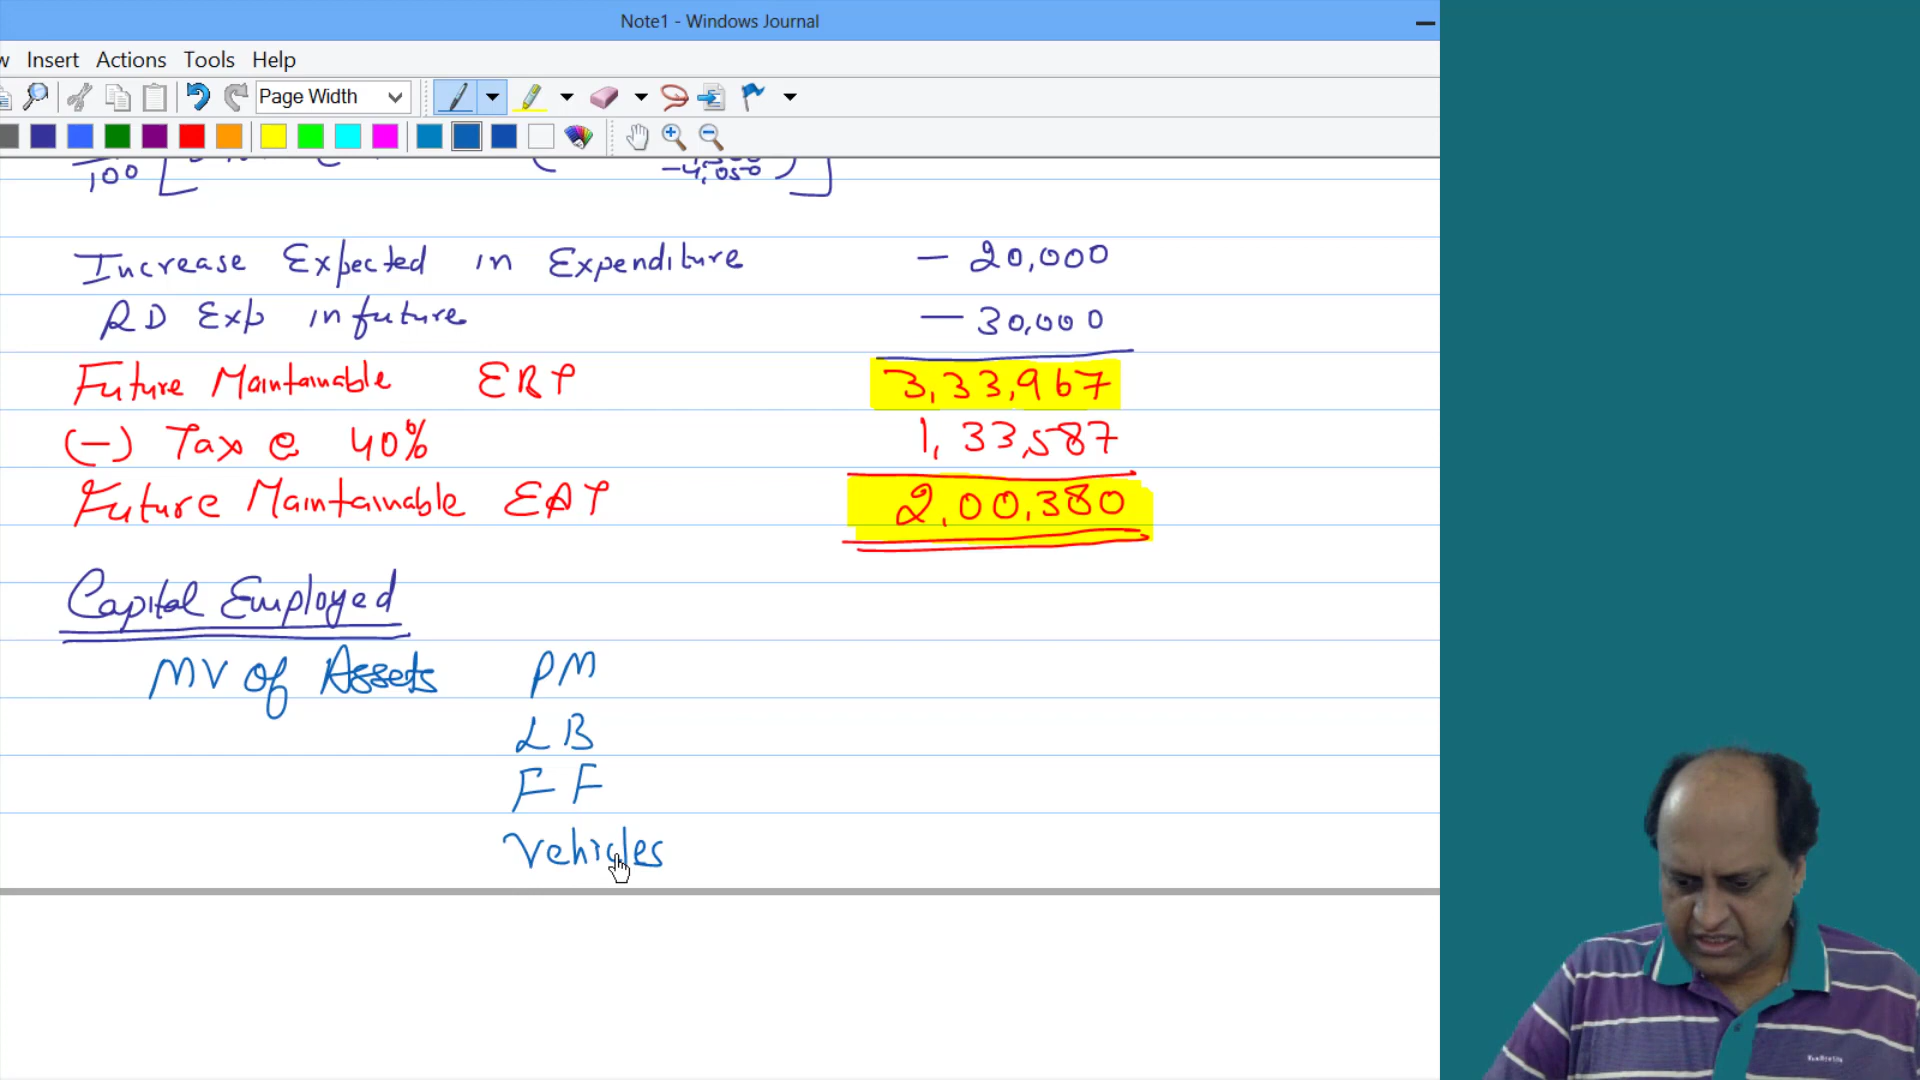 Note1 - Windows Journal
w Insert Actions Tools Help
Page Width
100 -4,050
Increase Expected in Expenditure - 20,000
RD Exp in future - 30,000
Future Maintainable EBT 3,33,967
(-) Tax @ 40% 1,33,587
Future Maintainable EAT 2,00,380
Capital Employed
MV of Assets PM
LB
FF
Vehicles